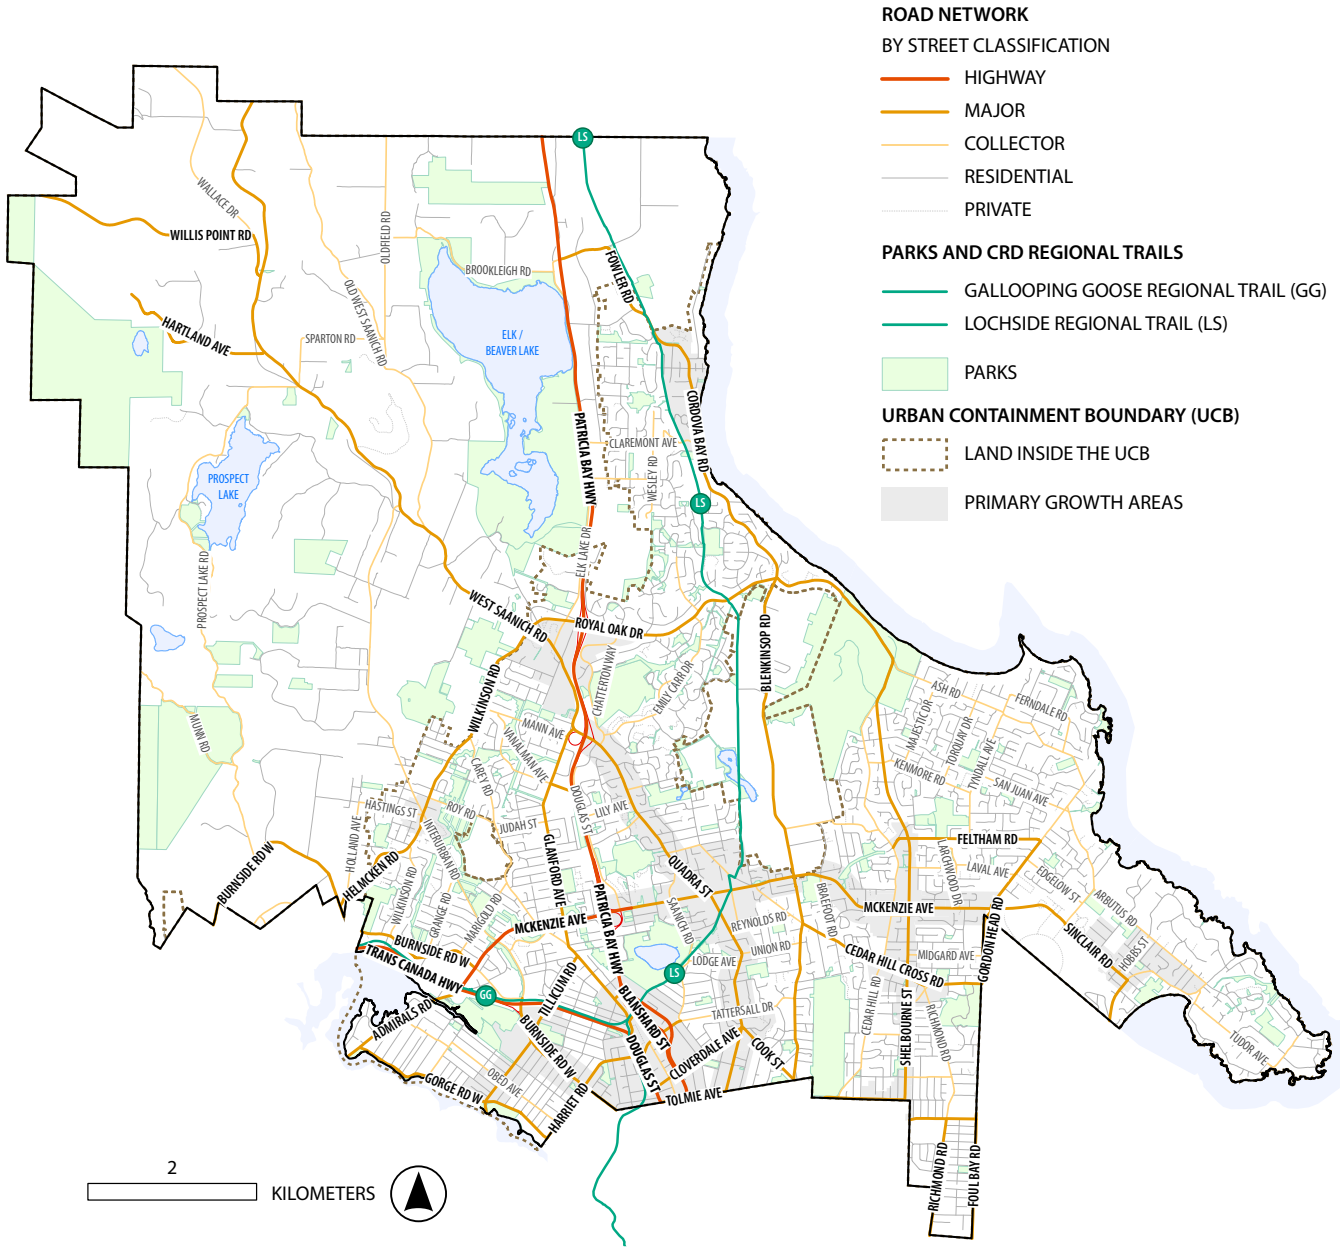 ROAD NETWORK
BY STREET CLASSIFICATION
HIGHWAY
MAJOR
COLLECTOR
RESIDENTIAL
PRIVATE
PARKS AND CRD REGIONAL TRAILS
GALLOOPING GOOSE REGIONAL TRAIL (GG)
LOCHSIDE REGIONAL TRAIL (LS)
PARKS
URBAN CONTAINMENT BOUNDARY (UCB)
LAND INSIDE THE UCB
PRIMARY GROWTH AREAS
LS
WALLACE DR
WILLIS POINT RD
OLDFIELD RD
BROOKLEIGH RD
FOWLER RD
OLD WEST SAANICH RD
HARTLAND AVE
SPARTON RD
ELK /
BEAVER LAKE
CORDOVA BAY RD
PATRICIA BAY HWY
CLAREMONT AVE
WESLEY RD
PROSPECT
LAKE
LS
ELK LAKE DR
PROSPECT LAKE RD
WEST SAANICH RD
ROYAL OAK DR
BLENKINSOP RD
CHATTERTON WAY
EMILY CARR DR
WILKINSON RD
MUNN RD
MANN AVE
VANALMAN AVE
CAREY RD
ASH RD
FERNDALE RD
MAJESTIC DR
TORQUAY DR
TYNDALL AVE
KENMORE RD
SAN JUAN AVE
HASTINGS ST
ROY RD
JUDAH ST
DOUGLAS ST
LILY AVE
HOLLAND AVE
INTERURBAN RD
GLANFORD AVE
QUADRA ST
FELTHAM RD
ARCHWOOD DR
LAVAL AVE
EDGELOW ST
ARBUTUS RD
BURNSIDE RD W
HELMCKEN RD
WILKINSON RD
GRANGE RD
MARIGOLD RD
MCKENZIE AVE
PATRICIA BAY HWY
SAANICH RD
REYNOLDS RD
BRAEFOOT RD
MCKENZIE AVE
GORDON HEAD RD
SINCLAIR RD
HOBBS ST
BURNSIDE RD W
TRANS CANADA HWY
UNION RD
LODGE AVE
CEDAR HILL CROSS RD
MIDGARD AVE
LS
GG
TILLICUM RD
ADMIRALS RD
BLANSHARD ST
TATTERSALL DR
CEDAR HILL RD
SHELBOURNE ST
RICHMOND RD
TUDOR AVE
BURNSIDE RD W
DOUGLAS ST
CLOVERDALE AVE
COOK ST
OBED AVE
GORGE RD W
HARRIET RD
TOLMIE AVE
RICHMOND RD
FOUL BAY RD
2
KILOMETERS